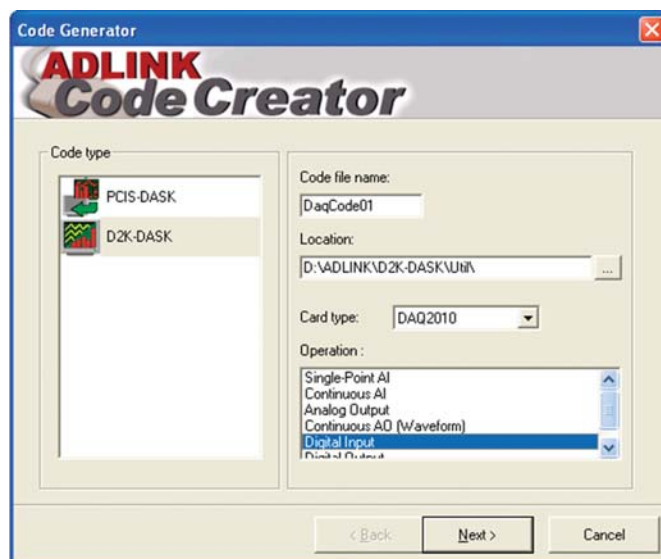 Code Generator
ADLINK
Code Creator
Code type
PCIS-DASK
D2K-DASK
Code file name:
DaqCode01
Location:
D:\ADLINK\D2K-DASK\Util\
...
Card type:
DAQ2010
Operation :
Single-Point AI
Continuous AI
Analog Output
Continuous AO (Waveform)
Digital Input
Digital Output
< Back
Next >
Cancel